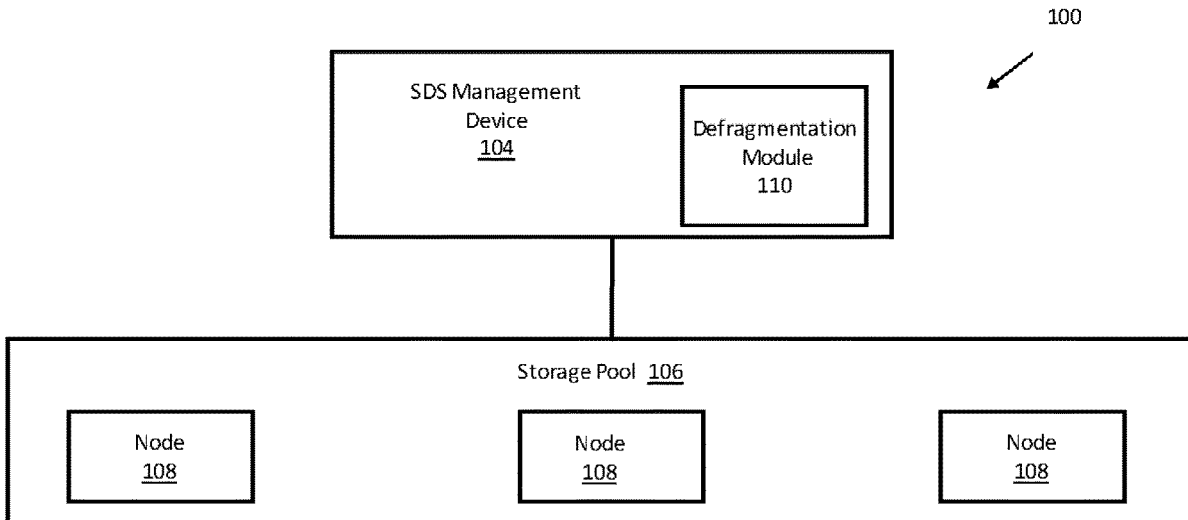 100
SDS Management
Device
104
Defragmentation
Module
110
Storage Pool 106
Node
108
Node
108
Node
108